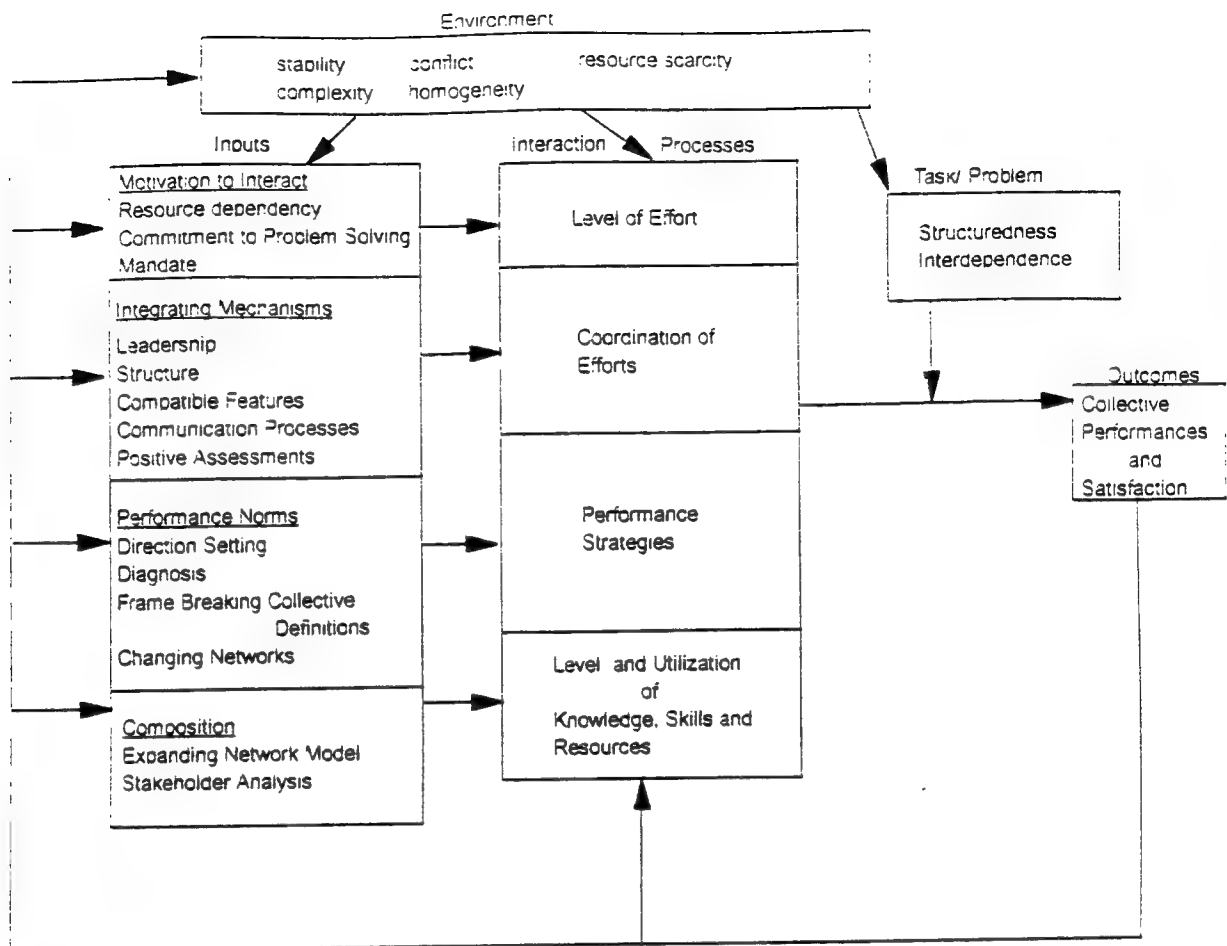 Environment
stability conflict resource scarcity
complexity homogeneity
Inputs
Motivation to Interact
Resource dependency
Commitment to Problem Solving
Mandate
Integrating Mechanisms
Leadership
Structure
Compatible Features
Communication Processes
Positive Assessments
Performance Norms
Direction Setting
Diagnosis
Frame Breaking Collective
Definitions
Changing Networks
Composition
Expanding Network Model
Stakeholder Analysis
Interaction Processes
Level of Effort
Coordination of
Efforts
Performance
Strategies
Level and Utilization
of
Knowledge, Skills and
Resources
Task/ Problem
Structuredness
Interdependence
Outcomes
Collective
Performances
and
Satisfaction